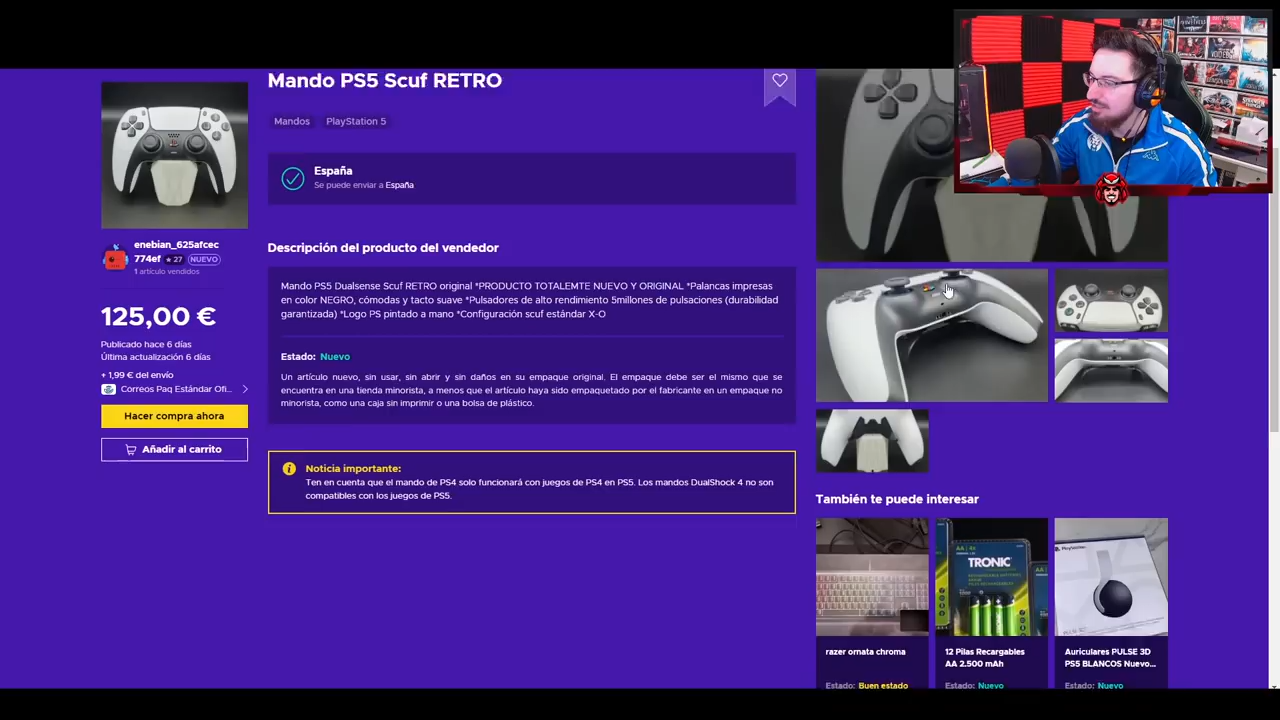 Mando PS5 Scuf RETRO
Mandos
PlayStation 5
España
Se puede enviar a España
enebian_625afcec
774ef ★ 27 NUEVO
1 artículo vendidos
125,00 €
Publicado hace 6 días
Última actualización 6 días
+ 1,99 € del envío
Correos Paq Estándar Ofi...
Hacer compra ahora
Añadir al carrito
Descripción del producto del vendedor
Mando PS5 Dualsense Scuf RETRO original *PRODUCTO TOTALEMTE NUEVO Y ORIGINAL *Palancas impresas
en color NEGRO, cómodas y tacto suave *Pulsadores de alto rendimiento 5millones de pulsaciones (durabilidad
garantizada) *Logo PS pintado a mano *Configuración scuf estándar X-O
Estado: Nuevo
Un artículo nuevo, sin usar, sin abrir y sin daños en su empaque original. El empaque debe ser el mismo que se
encuentra en una tienda minorista, a menos que el artículo haya sido empaquetado por el fabricante en un empaque no
minorista, como una caja sin imprimir o una bolsa de plástico.
Noticia importante:
Ten en cuenta que el mando de PS4 solo funcionará con juegos de PS4 en PS5. Los mandos DualShock 4 no son
compatibles con los juegos de PS5.
También te puede interesar
TRONIC
PlayStation
razer ornata chroma
Estado: Buen estado
12 Pilas Recargables
AA 2.500 mAh
Estado: Nuevo
Auriculares PULSE 3D
PS5 BLANCOS Nuevo...
Estado: Nuevo